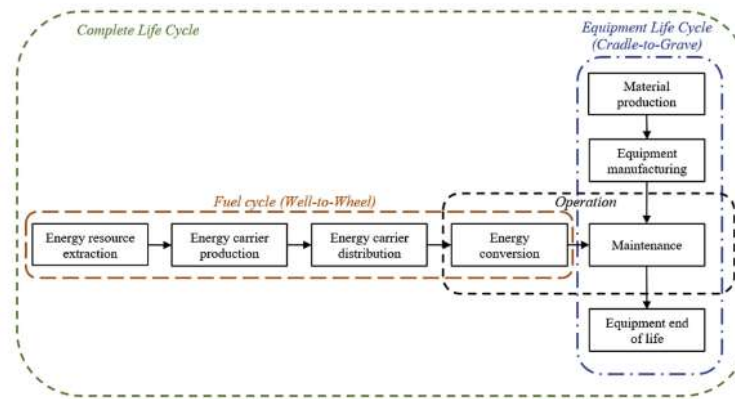 Complete Life Cycle
Equipment Life Cycle
(Cradle-to-Grave)
Material
production
Equipment
manufacturing
Fuel cycle (Well-to-Wheel)
Operation
Energy resource
extraction
Energy carrier
production
Energy carrier
distribution
Energy
conversion
Maintenance
Equipment end
of life